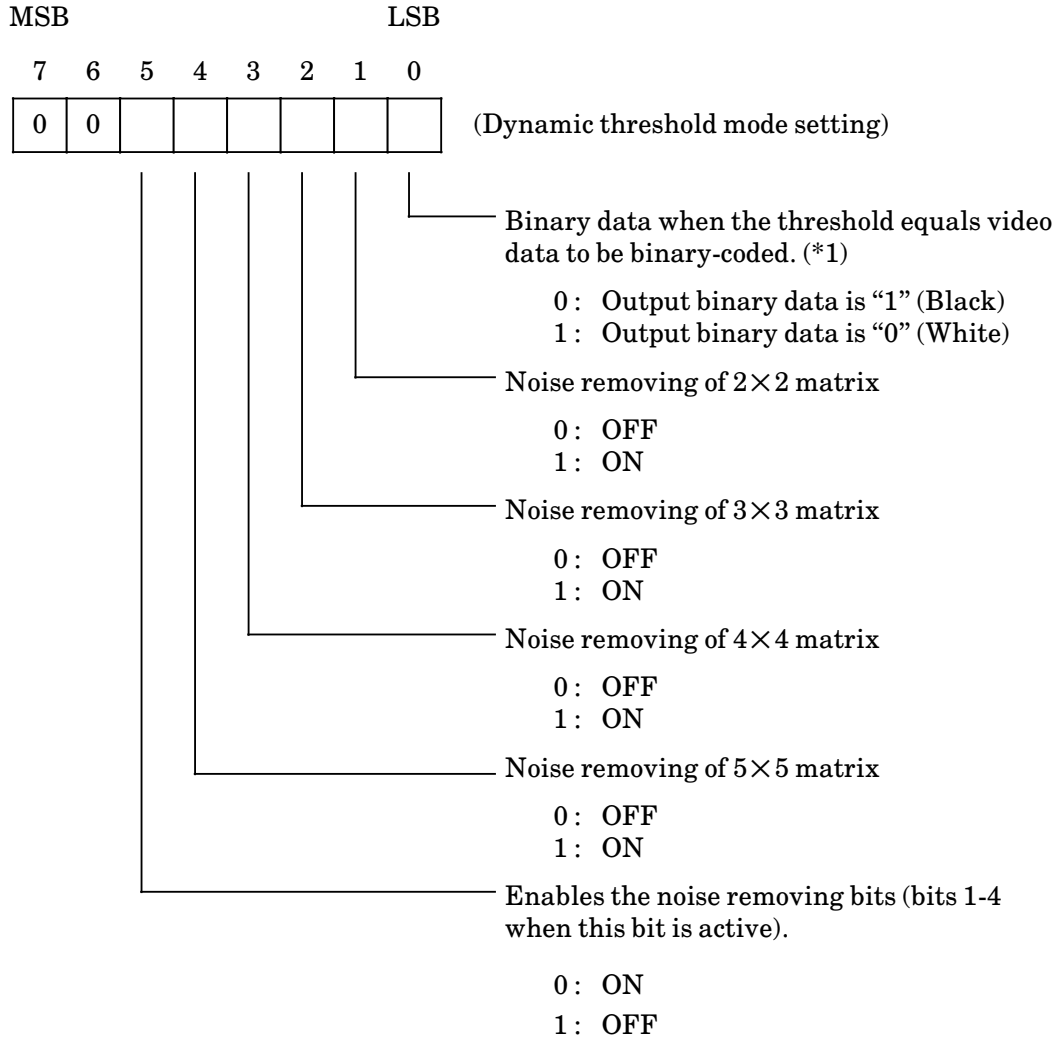 MSB LSB
7 6 5 4 3 2 1 0
0 0 (Dynamic threshold mode setting)
Binary data when the threshold equals video
data to be binary-coded. (*1)
0 : Output binary data is “1” (Black)
1 : Output binary data is “0” (White)
Noise removing of 2×2 matrix
0 : OFF
1 : ON
Noise removing of 3×3 matrix
0 : OFF
1 : ON
Noise removing of 4×4 matrix
0 : OFF
1 : ON
Noise removing of 5×5 matrix
0 : OFF
1 : ON
Enables the noise removing bits (bits 1-4
when this bit is active).
0 : ON
1 : OFF